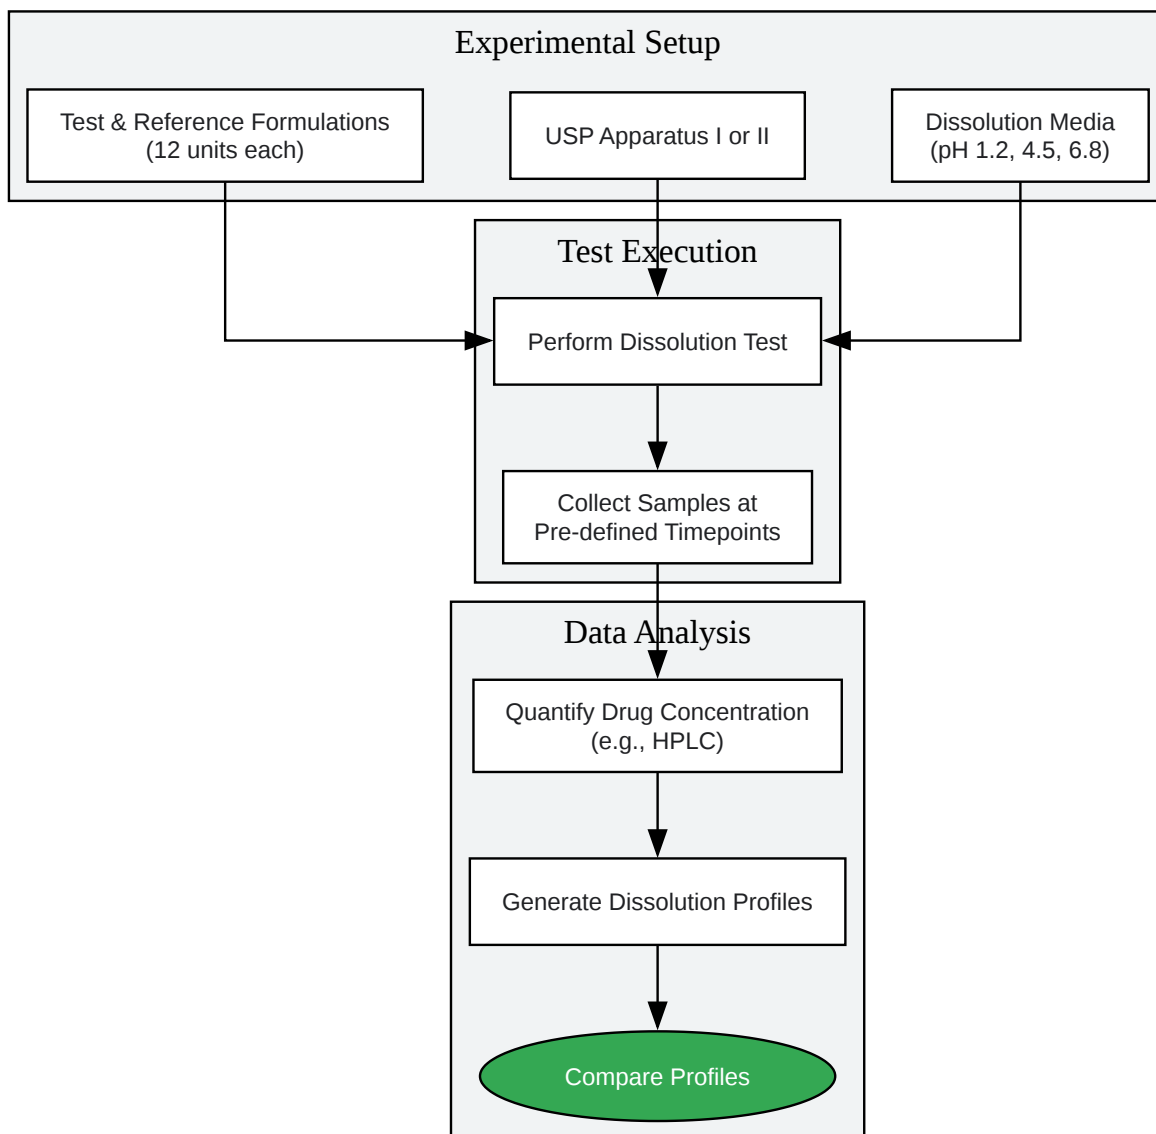 Experimental Setup
Test & Reference Formulations
(12 units each)
USP Apparatus I or II
Dissolution Media
(pH 1.2, 4.5, 6.8)
Test Execution
Perform Dissolution Test
Collect Samples at
Pre-defined Timepoints
Data Analysis
Quantify Drug Concentration
(e.g., HPLC)
Generate Dissolution Profiles
Compare Profiles